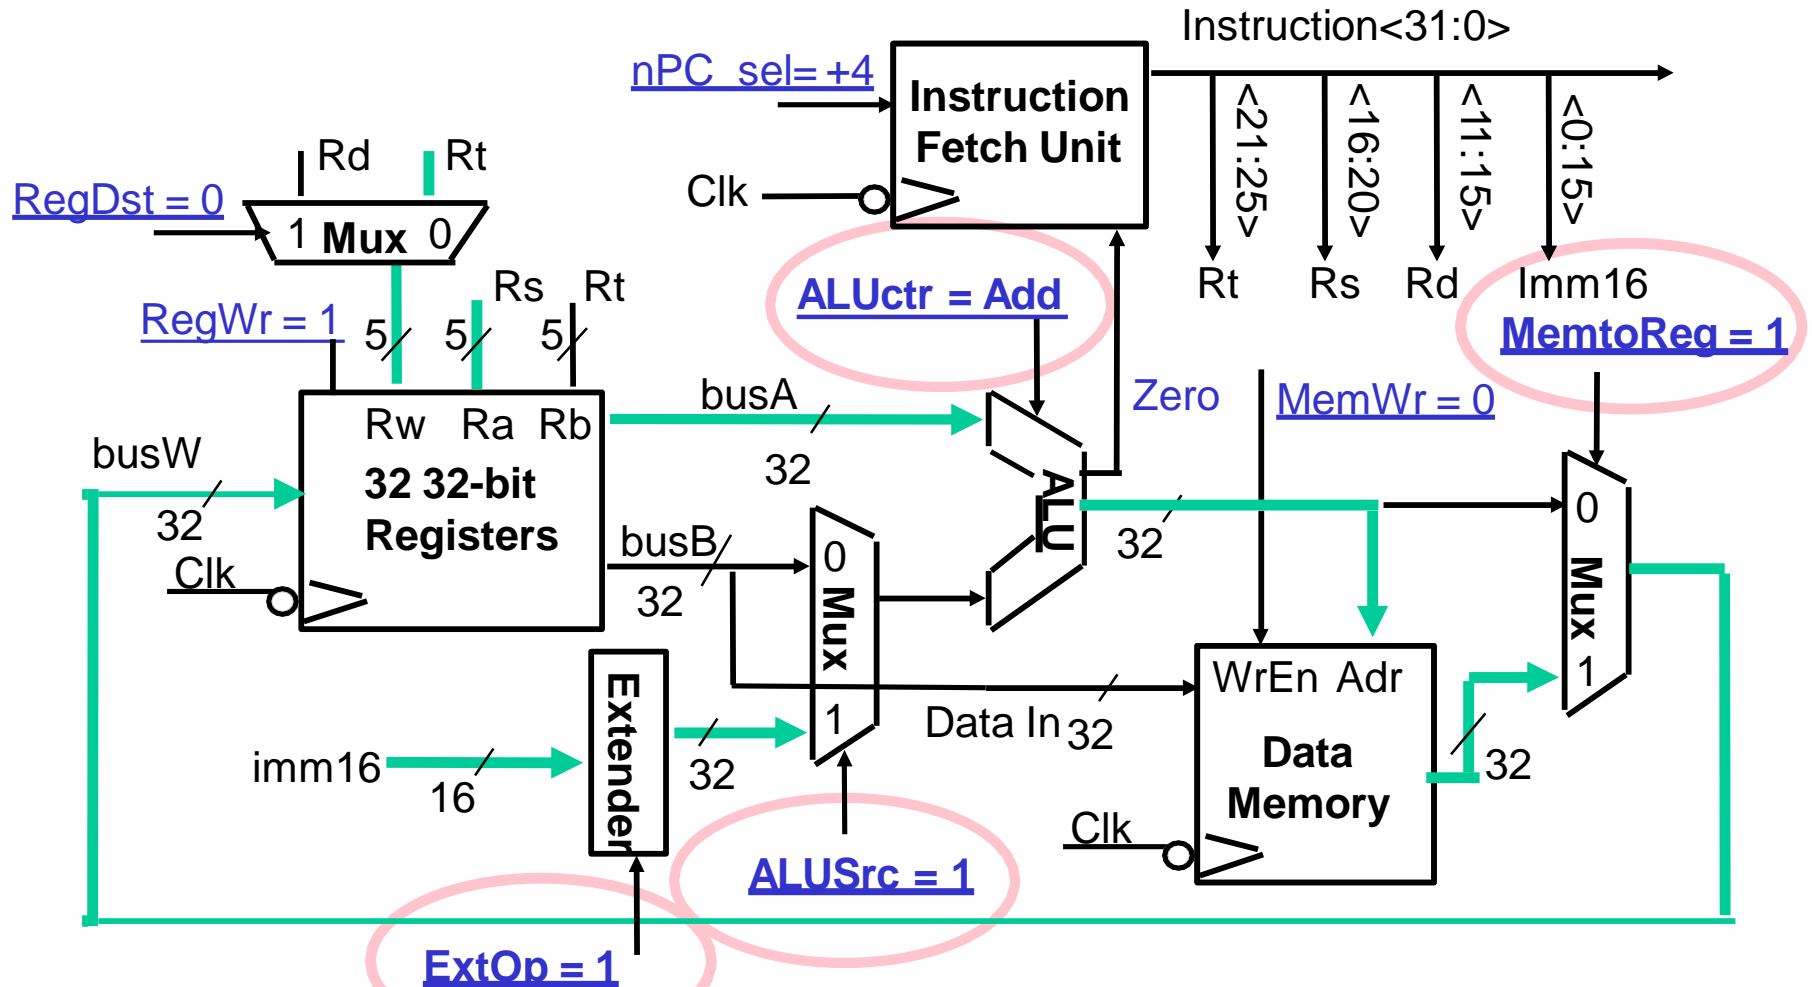 Instruction<31:0>
nPC_sel= +4
Instruction
Fetch Unit
Clk
<21:25>
<16:20>
<11:15>
<0:15>
Rt
Rs
Rd
Imm16
Rd
Rt
RegDst = 0
1 Mux 0
ALUctr = Add
MemtoReg = 1
Rs
Rt
RegWr = 1
5
5
5
busA
32
Zero
MemWr = 0
Rw Ra Rb
32 32-bit
Registers
busW
32
Clk
busB
32
0
Mux
1
ALU
32
0
Mux
1
WrEn Adr
Data
Memory
Data In
32
32
Clk
imm16
16
Extender
32
ALUSrc = 1
ExtOp = 1